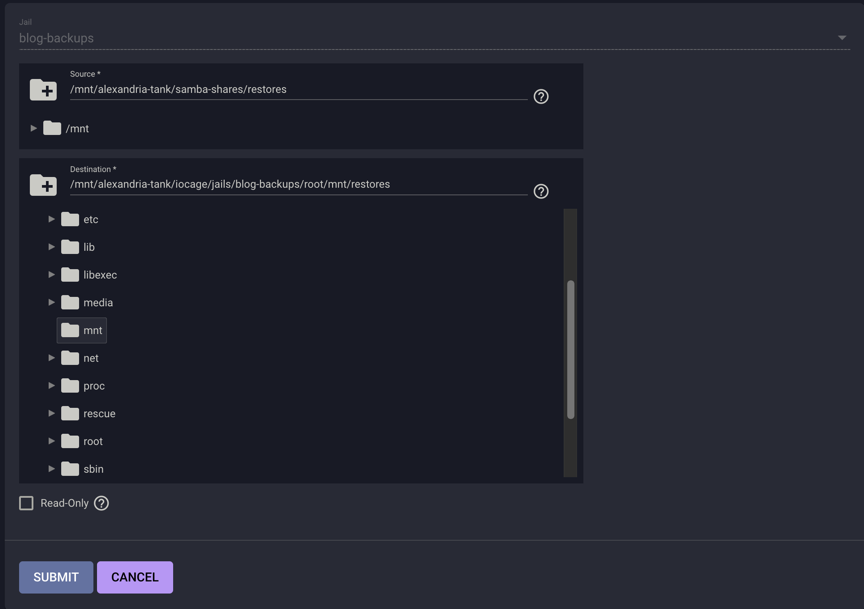 Jail
blog-backups
Source *
/mnt/alexandria-tank/samba-shares/restores
/mnt
Destination *
/mnt/alexandria-tank/iocage/jails/blog-backups/root/mnt/restores
etc
lib
libexec
media
mnt
net
proc
rescue
root
sbin
Read-Only
SUBMIT CANCEL